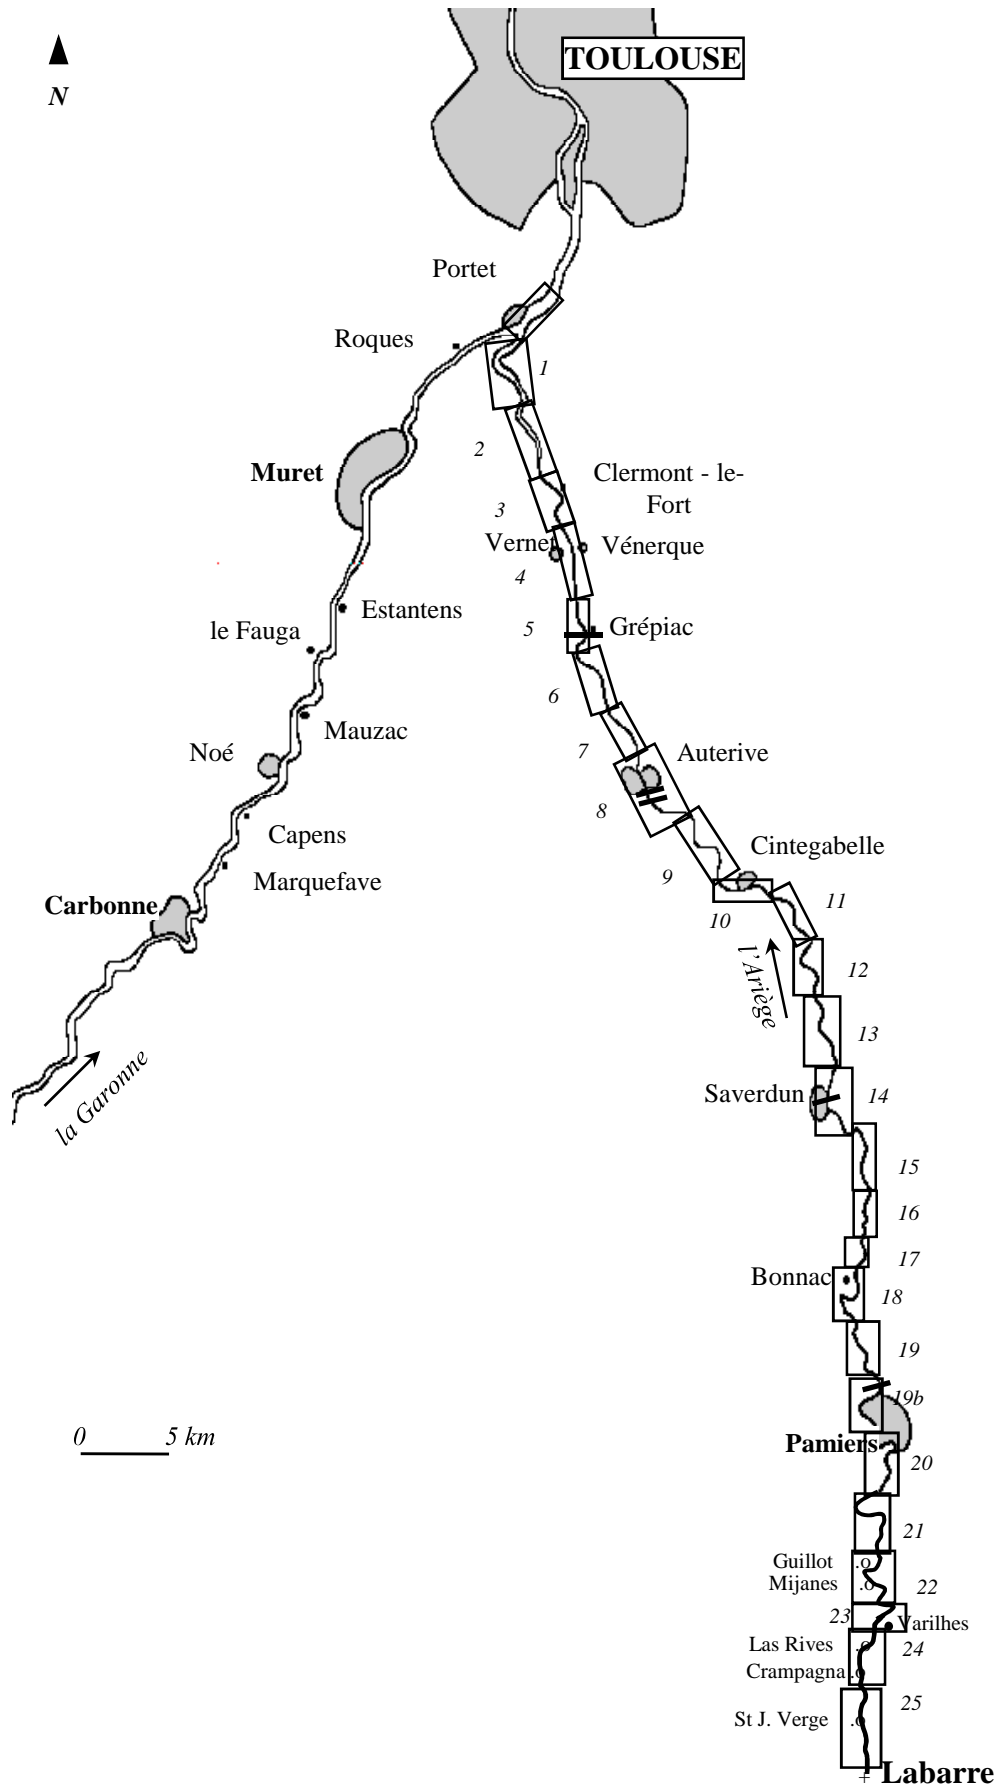 TOULOUSE
N
Portet
Roques
1
2
Muret
Clermont - le-
Fort
3
Vernet
Vénerque
4
Estantens
5
Grépiac
le Fauga
6
Mauzac
Noé
7
Auterive
8
Capens
Cintegabelle
Marquefave
9
Carbonne
10
11
l'Ariège
12
13
la Garonne
Saverdun
14
15
16
17
Bonnac
18
19
19b
0 5 km
Pamiers
20
21
Guillot
Mijanes
22
23
Varilhes
Las Rives
24
Crampagna
25
St J. Verge
Labarre